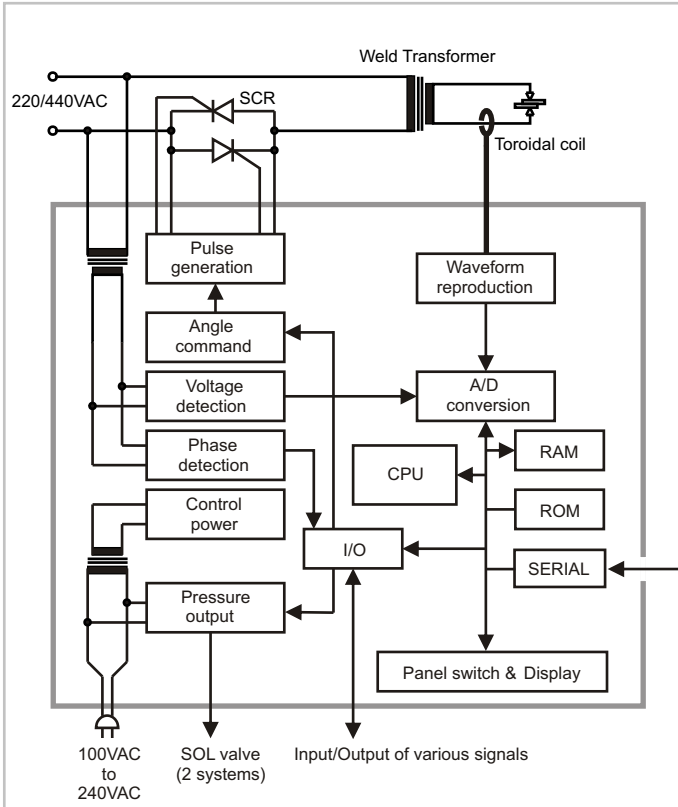 Weld Transformer
220/440VAC
SCR
Toroidal coil
Pulse
generation
Waveform
reproduction
Angle
command
Voltage
detection
A/D
conversion
Phase
detection
CPU
RAM
Control
power
ROM
I/O
SERIAL
Pressure
output
Panel switch & Display
100VAC
to
240VAC
SOL valve
(2 systems)
Input/Output of various signals